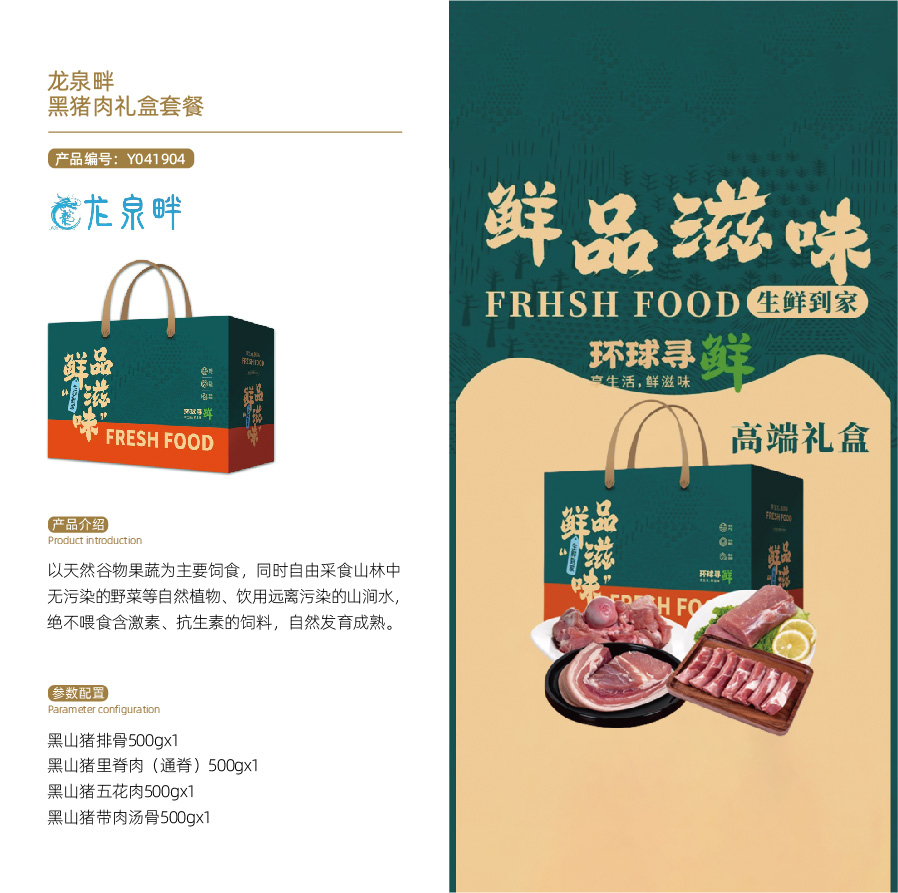 龙泉畔
黑猪肉礼盒套餐
产品编号：Y041904
龙泉畔
鲜品
滋
味
FRESH FOOD
环球寻鲜
FRESH FOOD
鲜品
滋
味
产品介绍
Product introduction
以天然谷物果蔬为主要饲食，同时自由采食山林中
无污染的野菜等自然植物、饮用远离污染的山涧水，
绝不喂食含激素、抗生素的饲料，自然发育成熟。
参数配置
Parameter configuration
黑山猪排骨500gx1
黑山猪里脊肉（通脊）500gx1
黑山猪五花肉500gx1
黑山猪带肉汤骨500gx1
鲜品滋味
FRHSH FOOD 生鲜到家
环球寻鲜
享生活，鲜滋味
高端礼盒
鲜品
滋
味
FRESH FOO
环球寻鲜
FRESH FOOD
鲜品
滋